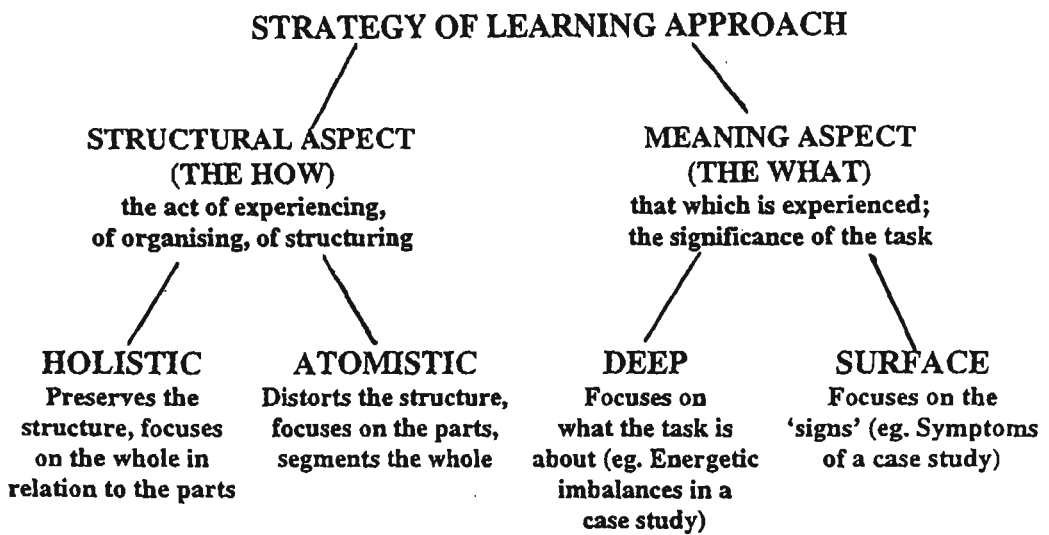 STRATEGY OF LEARNING APPROACH
STRUCTURAL ASPECT
(THE HOW)
the act of experiencing,
of organising, of structuring
MEANING ASPECT
(THE WHAT)
that which is experienced;
the significance of the task
HOLISTIC
Preserves the
structure, focuses
on the whole in
relation to the parts
ATOMISTIC
Distorts the structure,
focuses on the parts,
segments the whole
DEEP
Focuses on
what the task is
about (eg. Energetic
imbalances in a
case study)
SURFACE
Focuses on the
‘signs’ (eg. Symptoms
of a case study)